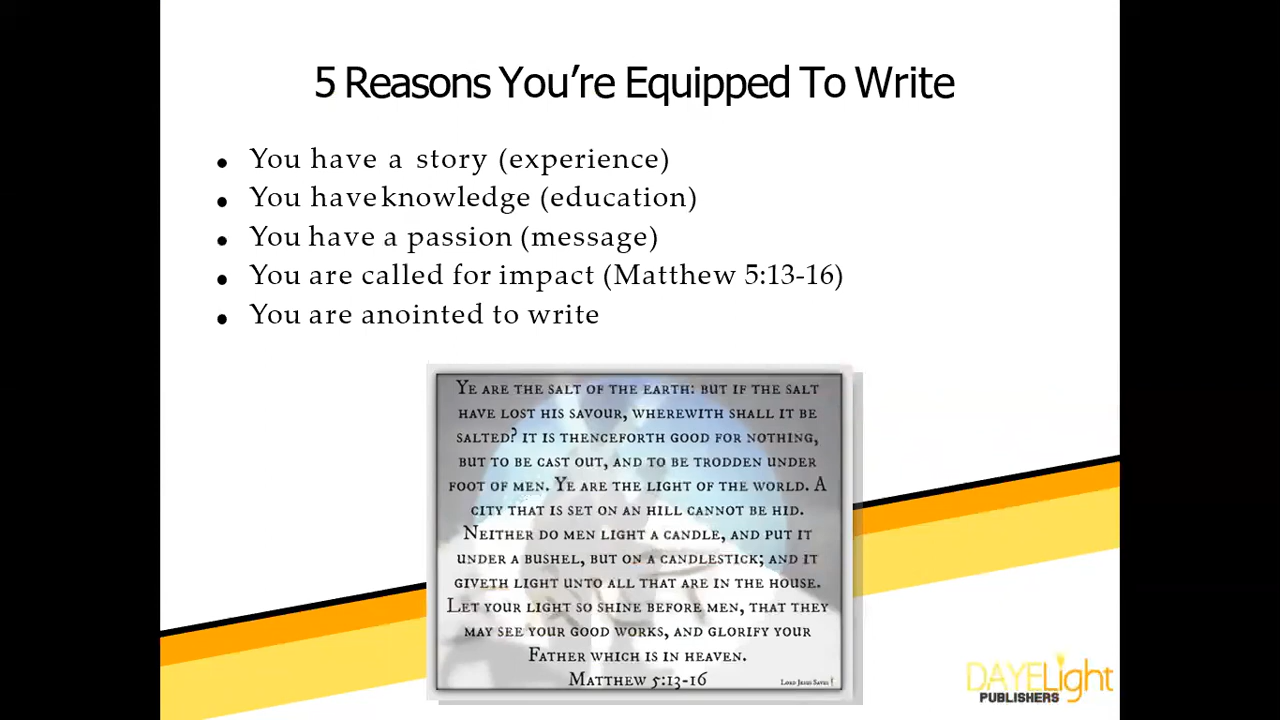 5 Reasons You’re Equipped To Write
• You have a story (experience)
• You have knowledge (education)
• You have a passion (message)
• You are called for impact (Matthew 5:13-16)
• You are anointed to write
Ye are the salt of the earth: but if the salt
have lost his savour, wherewith shall it be
salted? it is thenceforth good for nothing,
but to be cast out, and to be trodden under
foot of men. Ye are the light of the world. A
city that is set on an hill cannot be hid.
Neither do men light a candle, and put it
under a bushel, but on a candlestick; and it
giveth light unto all that are in the house.
Let your light so shine before men, that they
may see your good works, and glorify your
Father which is in heaven.
Matthew 5:13-16
Lord Jesus Saves
DAYELight
PUBLISHERS